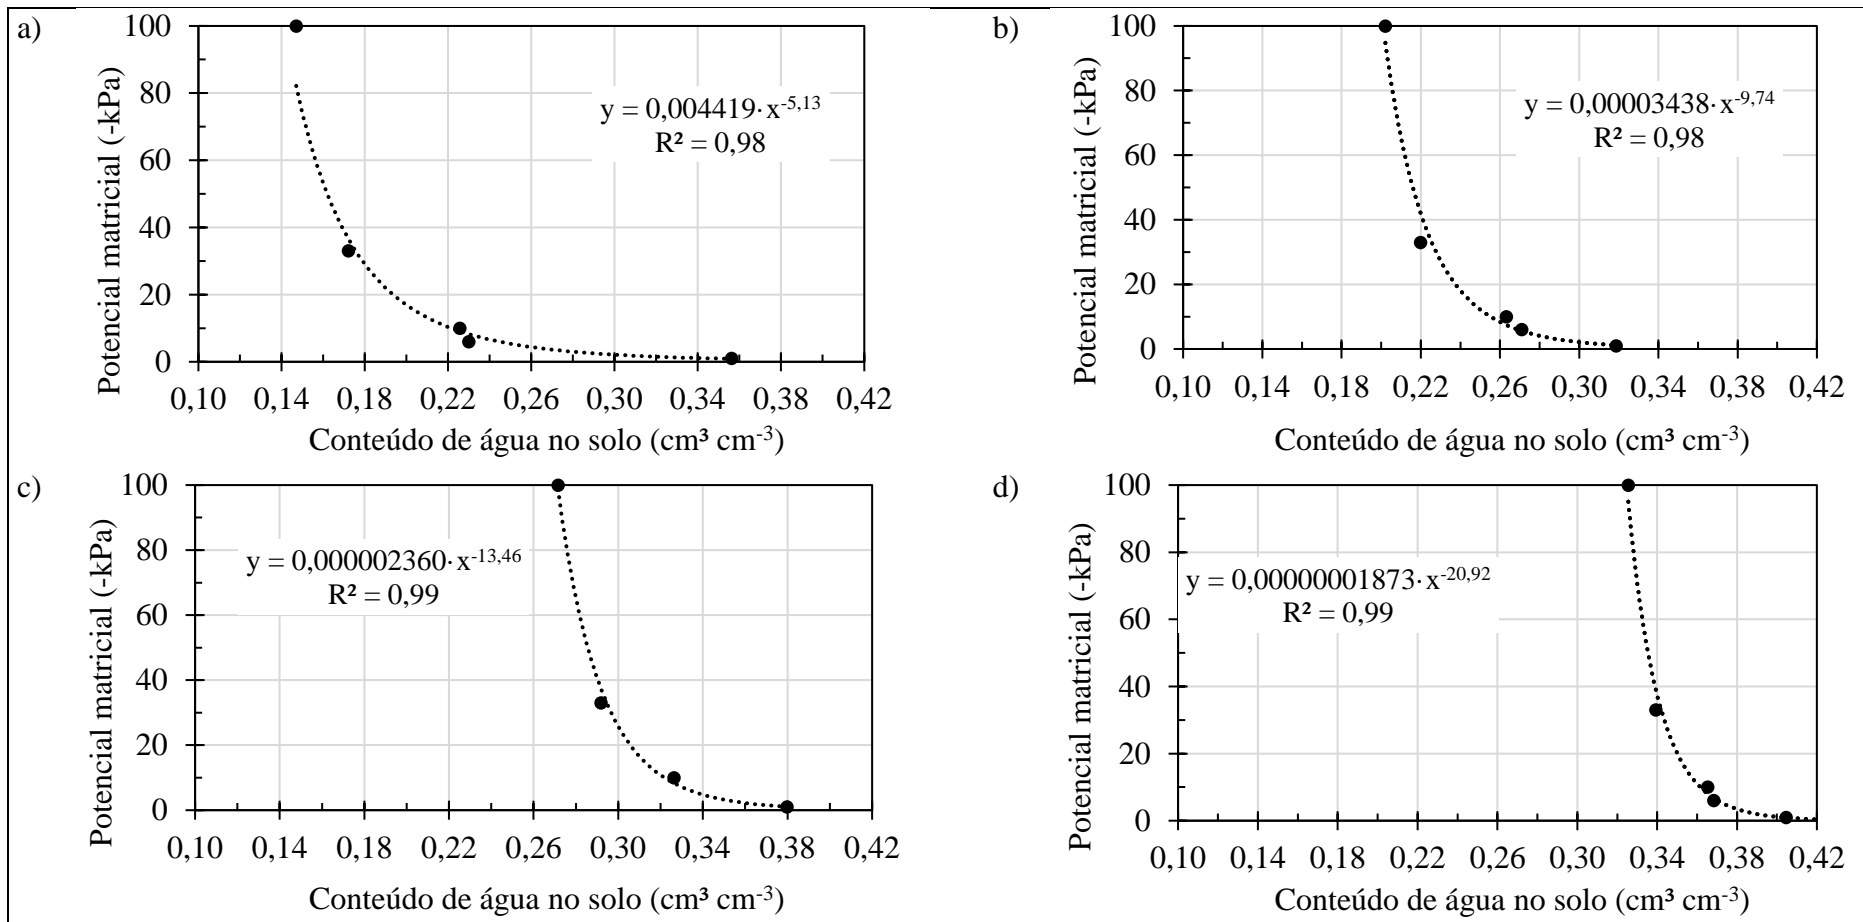 a)
Potencial matricial (-kPa)
100
80
60
40
20
0
y = 0,004419·x^-5,13
R² = 0,98
0,10 0,14 0,18 0,22 0,26 0,30 0,34 0,38 0,42
Conteúdo de água no solo (cm³ cm^-3)
b)
Potencial matricial (-kPa)
100
80
60
40
20
0
y = 0,00003438·x^-9,74
R² = 0,98
0,10 0,14 0,18 0,22 0,26 0,30 0,34 0,38 0,42
Conteúdo de água no solo (cm³ cm^-3)
c)
Potencial matricial (-kPa)
100
80
60
40
20
0
y = 0,000002360·x^-13,46
R² = 0,99
0,10 0,14 0,18 0,22 0,26 0,30 0,34 0,38 0,42
Conteúdo de água no solo (cm³ cm^-3)
d)
Potencial matricial (-kPa)
100
80
60
40
20
0
y = 0,00000001873·x^-20,92
R² = 0,99
0,10 0,14 0,18 0,22 0,26 0,30 0,34 0,38 0,42
Conteúdo de água no solo (cm³ cm^-3)